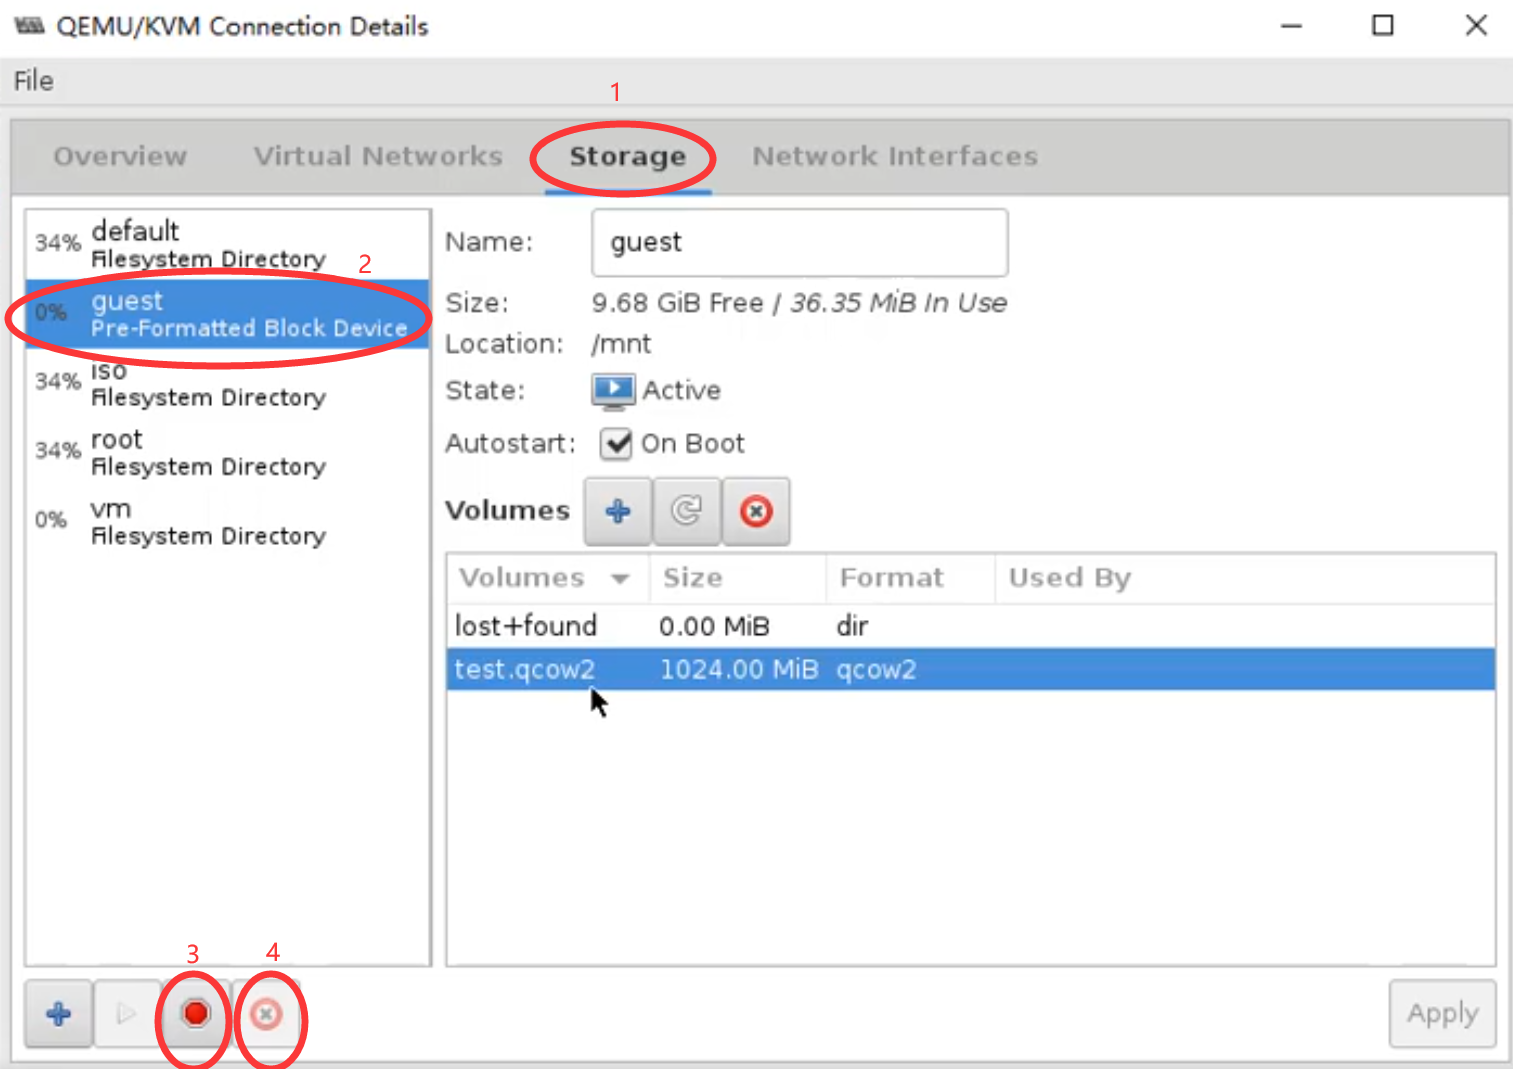 QEMU/KVM Connection Details
File
1
Overview Virtual Networks Storage Network Interfaces
34% default
Filesystem Directory
2
0% guest
Pre-Formatted Block Device
34% iso
Filesystem Directory
34% root
Filesystem Directory
0% vm
Filesystem Directory
Name: guest
Size: 9.68 GiB Free / 36.35 MiB In Use
Location: /mnt
State: Active
Autostart: On Boot
Volumes
Volumes Size Format Used By
lost+found 0.00 MiB dir
test.qcow2 1024.00 MiB qcow2
3 4
Apply